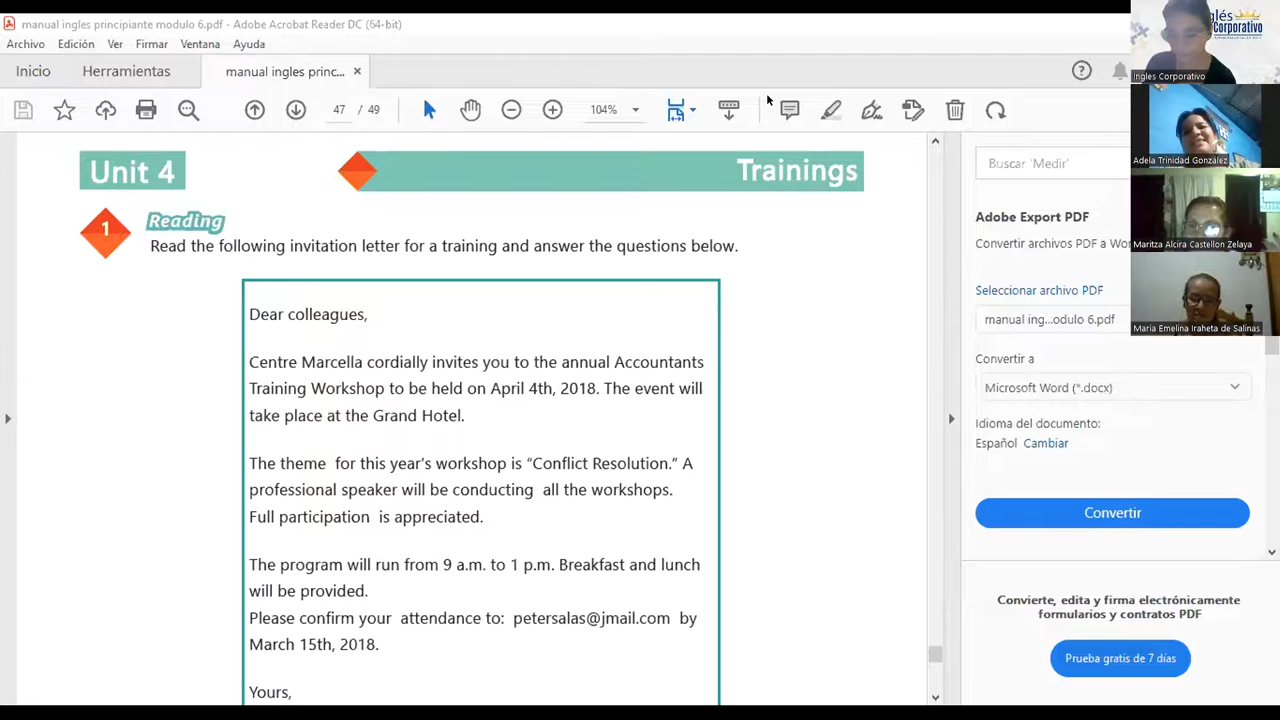 manual ingles principiante modulo 6.pdf - Adobe Acrobat Reader DC (64-bit)
Archivo Edición Ver Firmar Ventana Ayuda
Inicio Herramientas manual ingles princ... ×
47 / 49 104%
Unit 4
Trainings
1
Reading
Read the following invitation letter for a training and answer the questions below.
Dear colleagues,
Centre Marcella cordially invites you to the annual Accountants
Training Workshop to be held on April 4th, 2018. The event will
take place at the Grand Hotel.
The theme for this year's workshop is “Conflict Resolution.” A
professional speaker will be conducting all the workshops.
Full participation is appreciated.
The program will run from 9 a.m. to 1 p.m. Breakfast and lunch
will be provided.
Please confirm your attendance to: petersalas@jmail.com by
March 15th, 2018.
Yours,
Buscar 'Medir'
Adobe Export PDF
Convertir archivos PDF a
Seleccionar archivo PDF
manual ing...odulo 6.pdf
Convertir a
Microsoft Word (*.docx)
Idioma del documento:
Español Cambiar
Convertir
Convierte, edita y firma electrónicamente
formularios y contratos PDF
Prueba gratis de 7 días
Corporativo
Ingles Corporativo
Adela Trinidad González
Maritza Alcira Castellon Zelaya
Maria Emelina Iraheta de Salinas